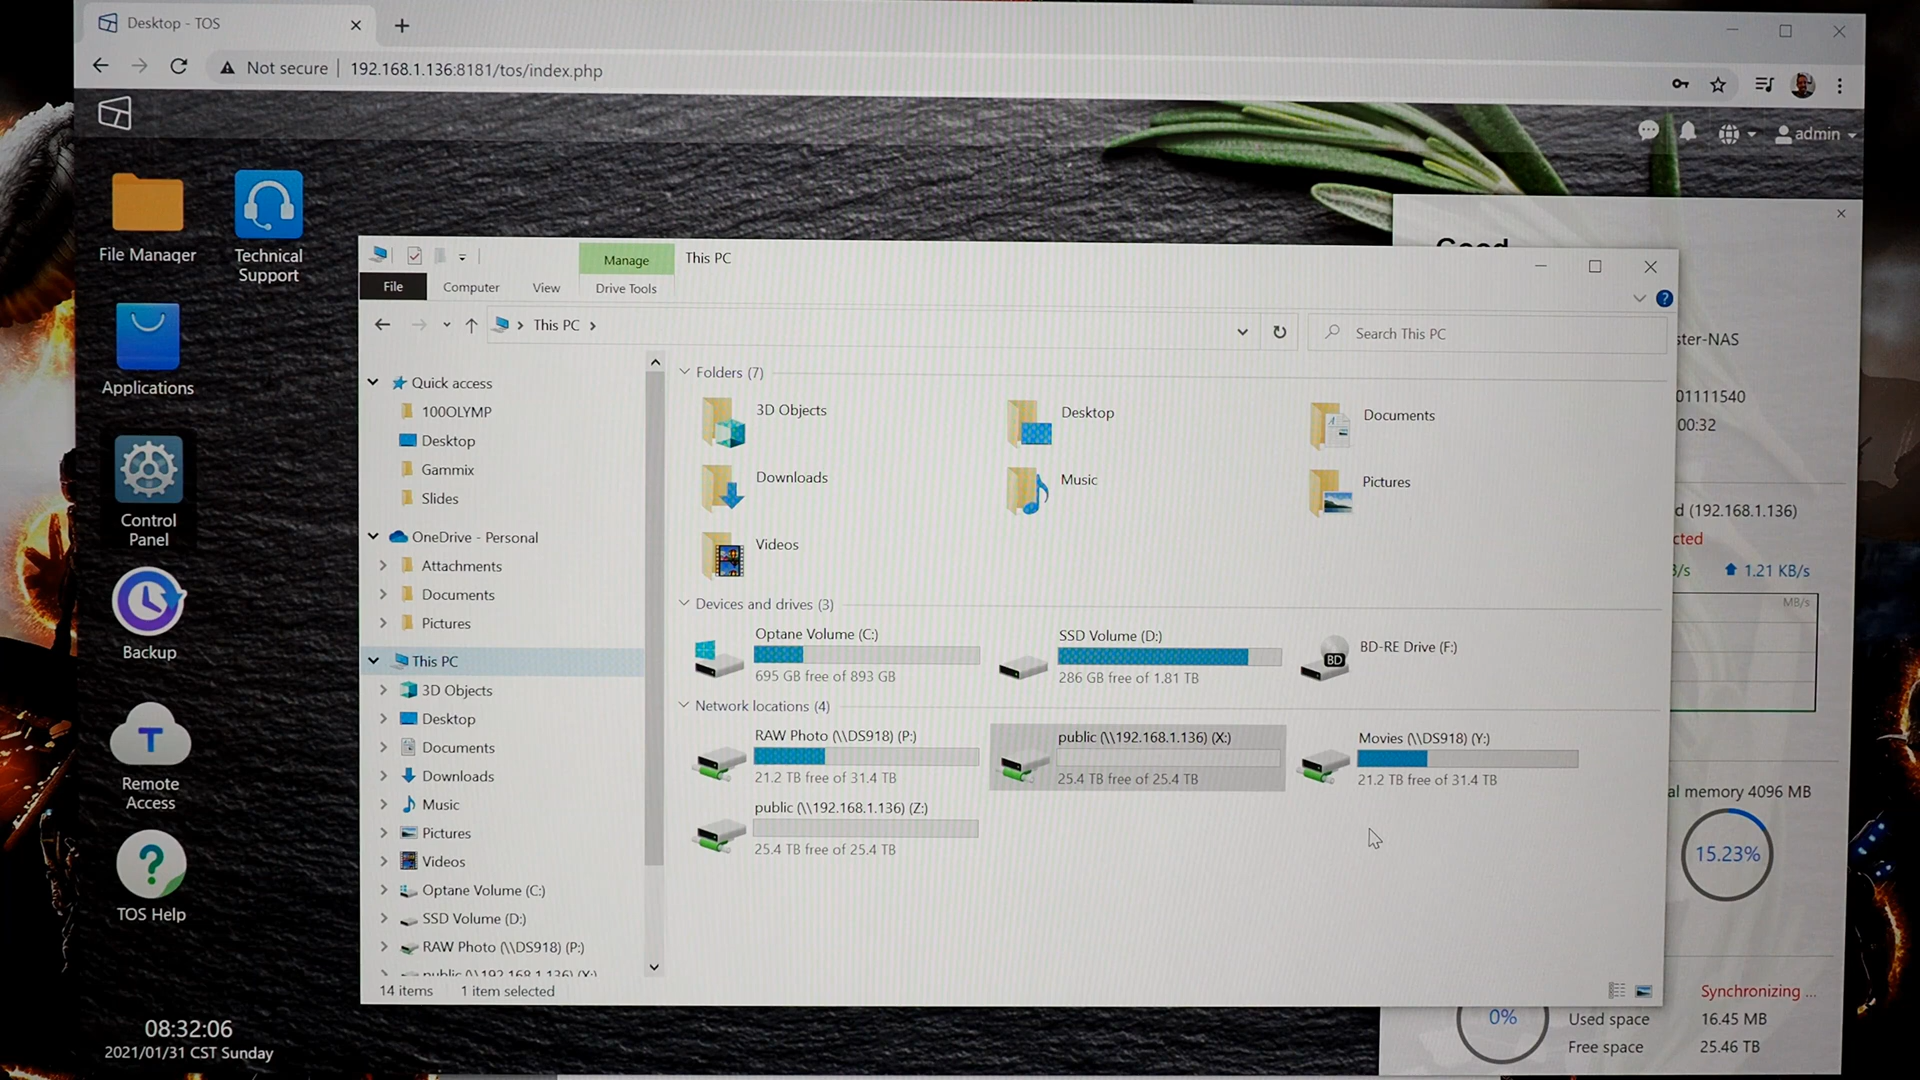 Desktop - TOS
Not secure | 192.168.1.136:8181/tos/index.php
admin
File Manager
Technical
Support
Applications
Control
Panel
Backup
T
Remote
Access
?
TOS Help
08:32:06
2021/01/31 CST Sunday
Manage
This PC
File
Computer
View
Drive Tools
?
This PC
Search This PC
Quick access
100OLYMP
Desktop
Gammix
Slides
OneDrive - Personal
Attachments
Documents
Pictures
This PC
3D Objects
Desktop
Documents
Downloads
Music
Pictures
Videos
Optane Volume (C:)
SSD Volume (D:)
RAW Photo (\\DS918) (P:)
public (\\192.168.1.136) (X:)
14 items
1 item selected
Folders (7)
3D Objects
Desktop
Documents
Downloads
Music
Pictures
Videos
Devices and drives (3)
Optane Volume (C:)
695 GB free of 893 GB
SSD Volume (D:)
286 GB free of 1.81 TB
BD
BD-RE Drive (F:)
Network locations (4)
RAW Photo (\\DS918) (P:)
21.2 TB free of 31.4 TB
public (\\192.168.1.136) (X:)
25.4 TB free of 25.4 TB
Movies (\\DS918) (Y:)
21.2 TB free of 31.4 TB
public (\\192.168.1.136) (Z:)
25.4 TB free of 25.4 TB
Good
ster-NAS
01111540
00:32
d (192.168.1.136)
cted
B/s
1.21 KB/s
MB/s
al memory 4096 MB
15.23%
Synchronizing ...
0%
Used space
16.45 MB
Free space
25.46 TB